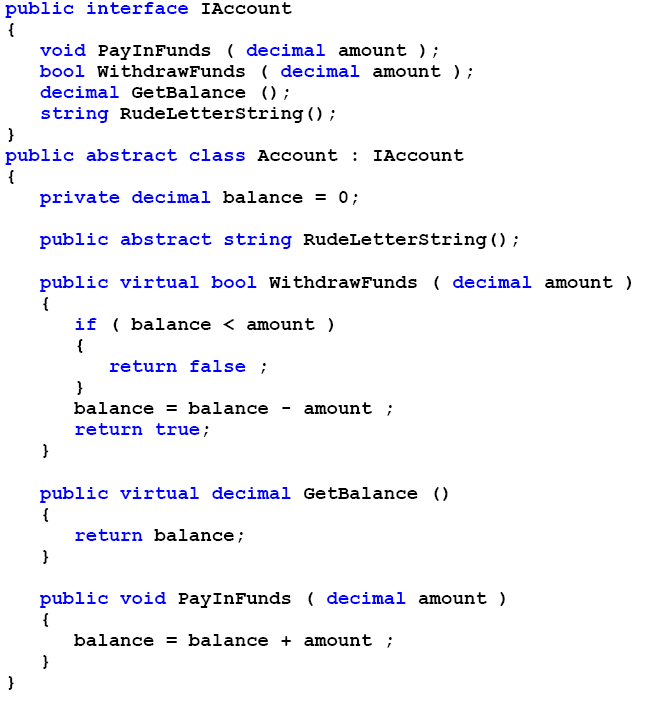 public interface IAccount
{
void PayInFunds ( decimal amount );
bool WithdrawFunds ( decimal amount );
decimal GetBalance ();
string RudeLetterString();
}
public abstract class Account : IAccount
{
private decimal balance = 0;
public abstract string RudeLetterString();
public virtual bool WithdrawFunds ( decimal amount )
{
if ( balance < amount )
{
return false ;
}
balance = balance - amount ;
return true;
}
public virtual decimal GetBalance ()
{
return balance;
}
public void PayInFunds ( decimal amount )
{
balance = balance + amount ;
}
}